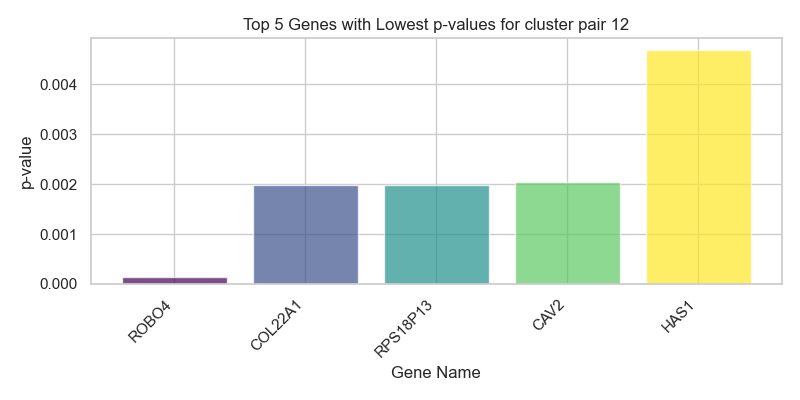 Top 5 Genes with Lowest p-values for cluster pair 12
p-value
0.004
0.003
0.002
0.001
0.000
ROBO4
COL22A1
RPS18P13
CAV2
HAS1
Gene Name